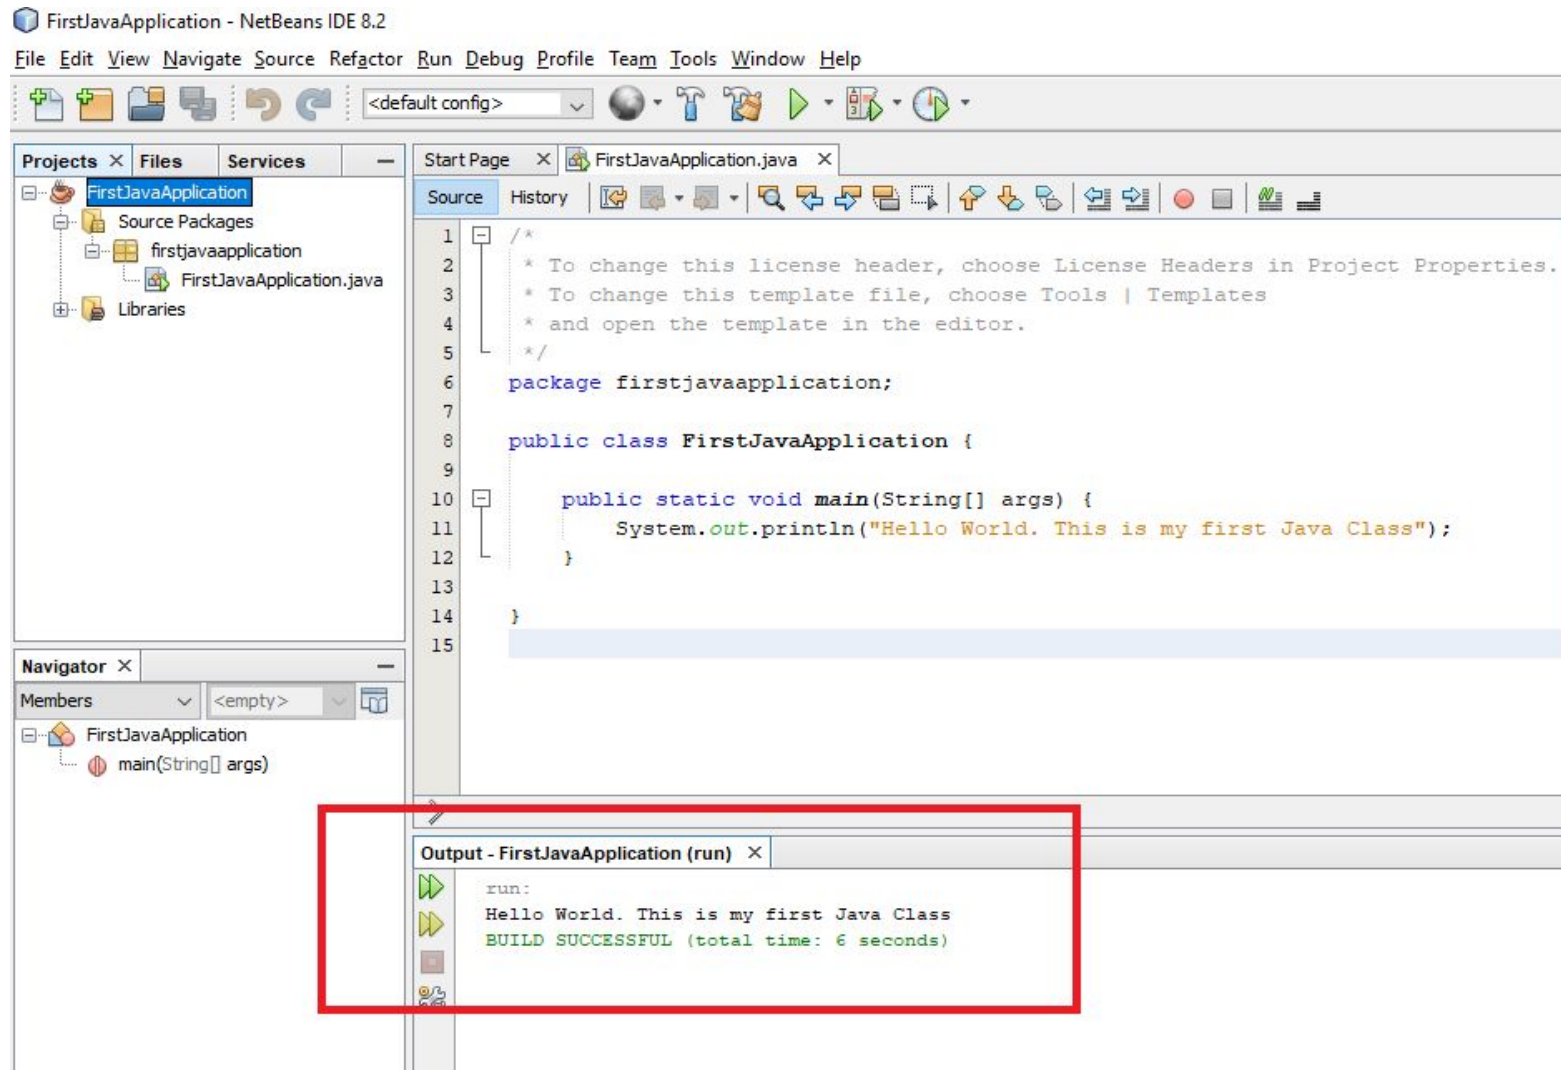 FirstJavaApplication - NetBeans IDE 8.2
File Edit View Navigate Source Refactor Run Debug Profile Team Tools Window Help
<default config>
Projects Files Services
FirstJavaApplication
Source Packages
firstjavaapplication
FirstJavaApplication.java
Libraries
Navigator
Members <empty>
FirstJavaApplication
main(String[] args)
Start Page FirstJavaApplication.java
Source History
1 /*
2 * To change this license header, choose License Headers in Project Properties.
3 * To change this template file, choose Tools | Templates
4 * and open the template in the editor.
5 */
6 package firstjavaapplication;
7
8 public class FirstJavaApplication {
9
10 public static void main(String[] args) {
11 System.out.println("Hello World. This is my first Java Class");
12 }
13
14 }
15
Output - FirstJavaApplication (run)
run:
Hello World. This is my first Java Class
BUILD SUCCESSFUL (total time: 6 seconds)